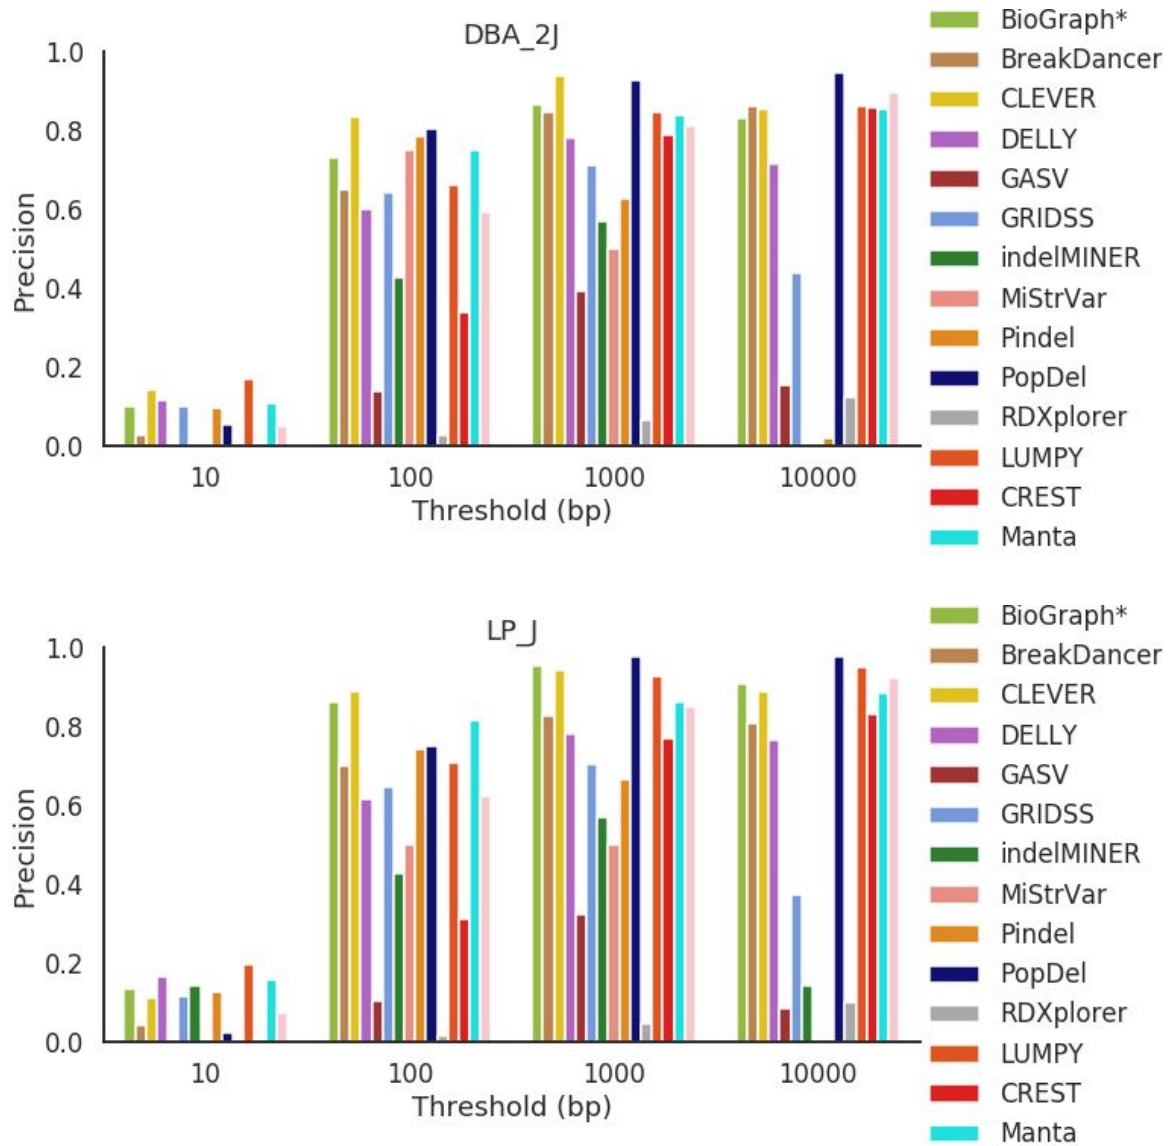 DBA_2J
1.0
0.8
0.6
0.4
0.2
0.0
Precision
10
100
1000
10000
Threshold (bp)
BioGraph*
BreakDancer
CLEVER
DELLY
GASV
GRIDSS
indelMINER
MiStrVar
Pindel
PopDel
RDXplorer
LUMPY
CREST
Manta
LP_J
1.0
0.8
0.6
0.4
0.2
0.0
Precision
10
100
1000
10000
Threshold (bp)
BioGraph*
BreakDancer
CLEVER
DELLY
GASV
GRIDSS
indelMINER
MiStrVar
Pindel
PopDel
RDXplorer
LUMPY
CREST
Manta